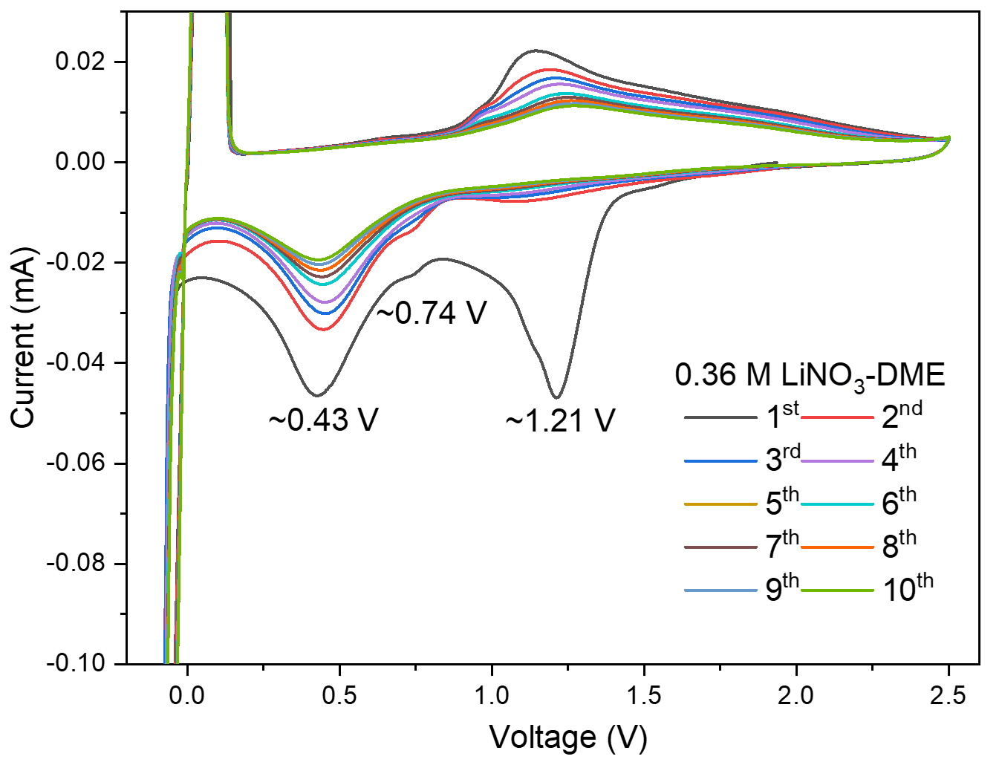 0.02
0.00
-0.02
-0.04
-0.06
-0.08
-0.10
Current (mA)
~0.74 V
~0.43 V
~1.21 V
0.36 M LiNO₃-DME
1st 2nd
3rd 4th
5th 6th
7th 8th
9th 10th
0.0 0.5 1.0 1.5 2.0 2.5
Voltage (V)